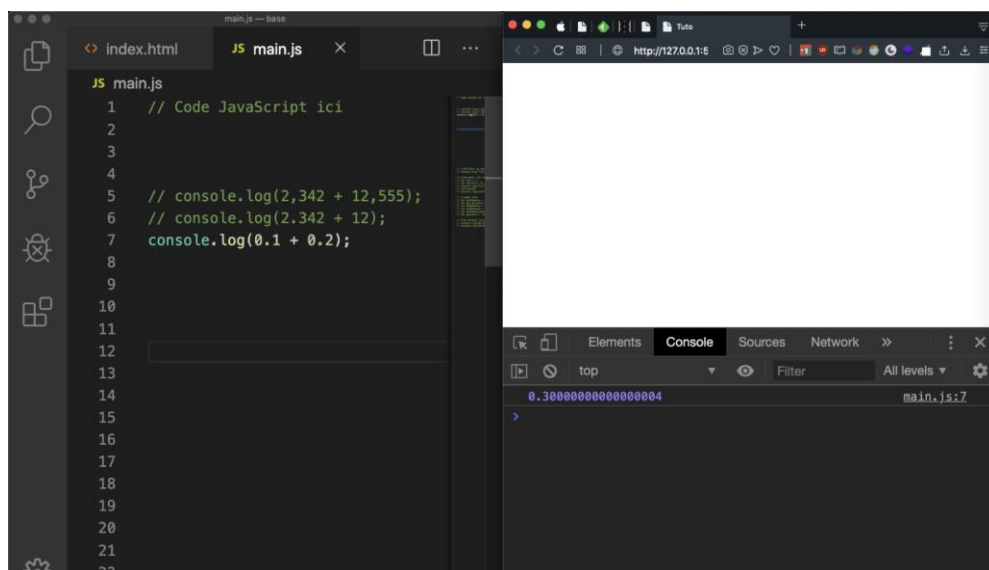 main.js — base
index.html
JS main.js
...
JS main.js
1 // Code JavaScript ici
2
3
4
5 // console.log(2,342 + 12,555);
6 // console.log(2.342 + 12);
7 console.log(0.1 + 0.2);
8
9
10
11
12
13
14
15
16
17
18
19
20
21
Tuto
http://127.0.0.1:5
Elements Console Sources Network »
top Filter All levels
0.30000000000000004 main.js:7
>